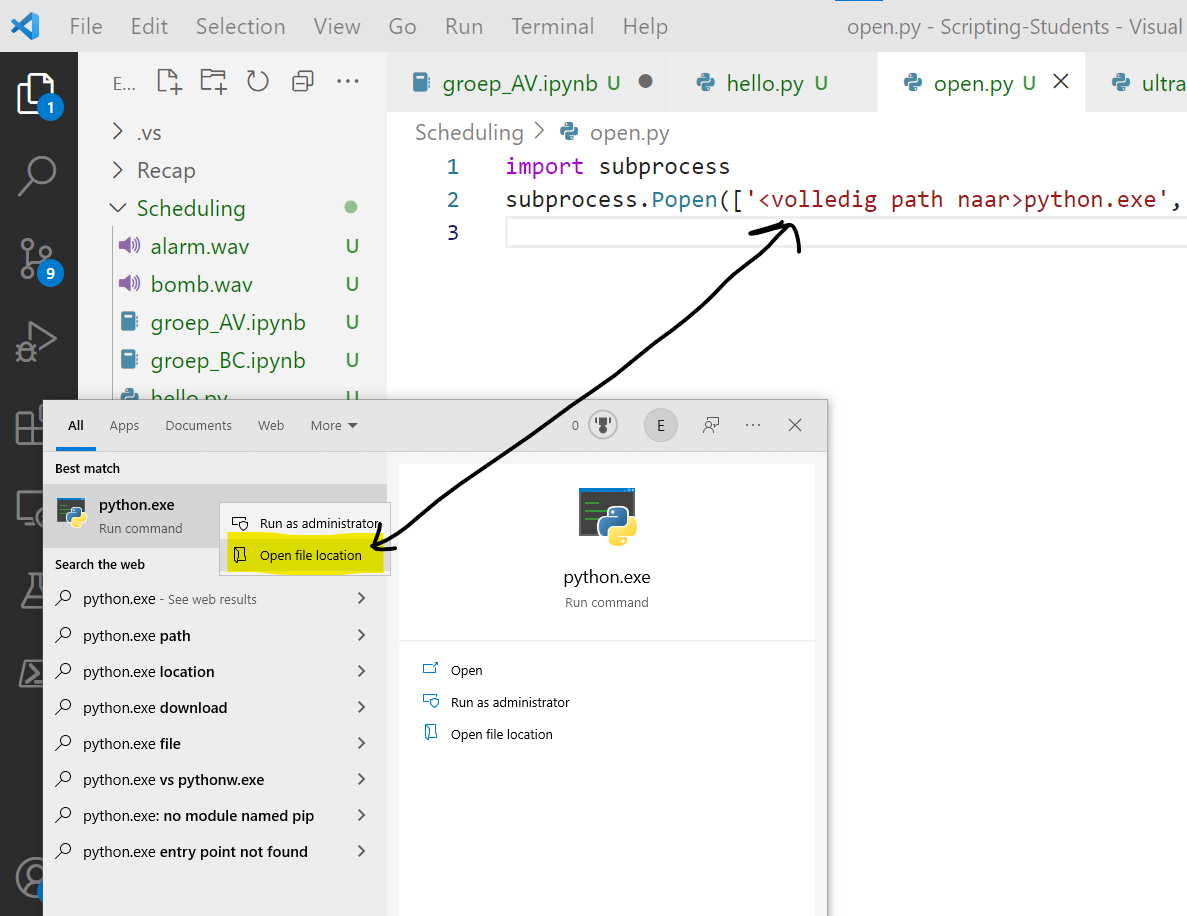 File Edit Selection View Go Run Terminal Help open.py - Scripting-Students - Visual
E... groep_AV.ipynb U hello.py U open.py U ultra
1
.vs
Scheduling > open.py
Recap
1 import subprocess
Scheduling
2 subprocess.Popen(['<volledig path naar>python.exe',
3
alarm.wav U
9
bomb.wav U
groep_AV.ipynb U
groep_BC.ipynb U
hello.py U
All Apps Documents Web More 0 E ...
Best match
python.exe
Run command
Run as administrator
Open file location
Search the web
python.exe - See web results
python.exe path
python.exe location
python.exe download
python.exe file
python.exe vs pythonw.exe
python.exe: no module named pip
python.exe entry point not found
python.exe
Run command
Open
Run as administrator
Open file location